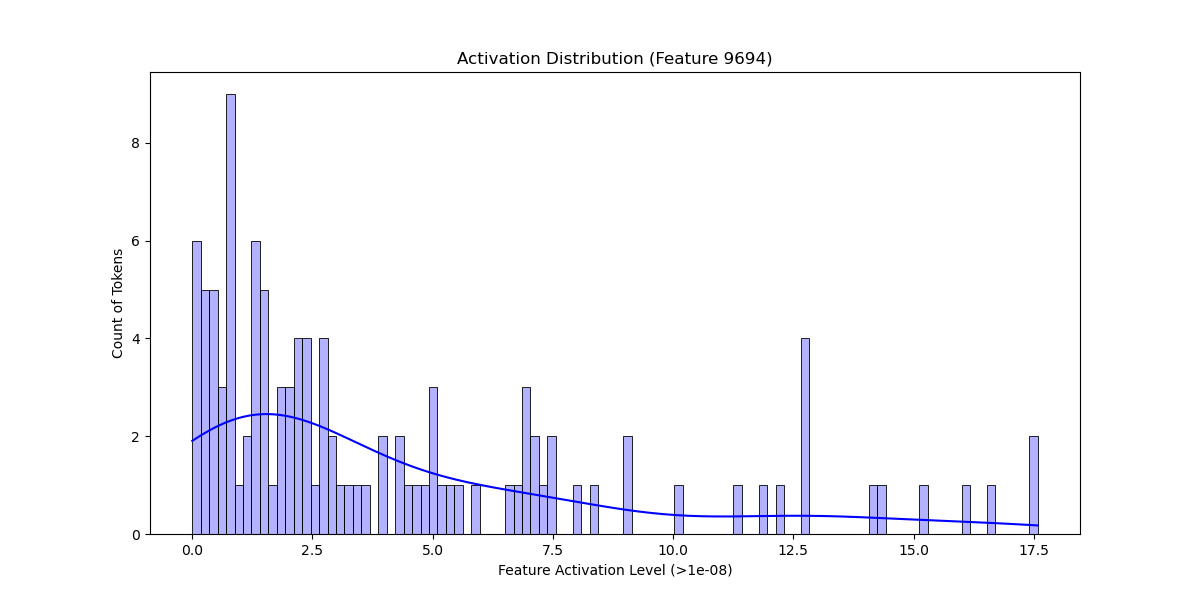 Activation Distribution (Feature 9694)
Count of Tokens
8
6
4
2
0
0.0 2.5 5.0 7.5 10.0 12.5 15.0 17.5
Feature Activation Level (>1e-08)